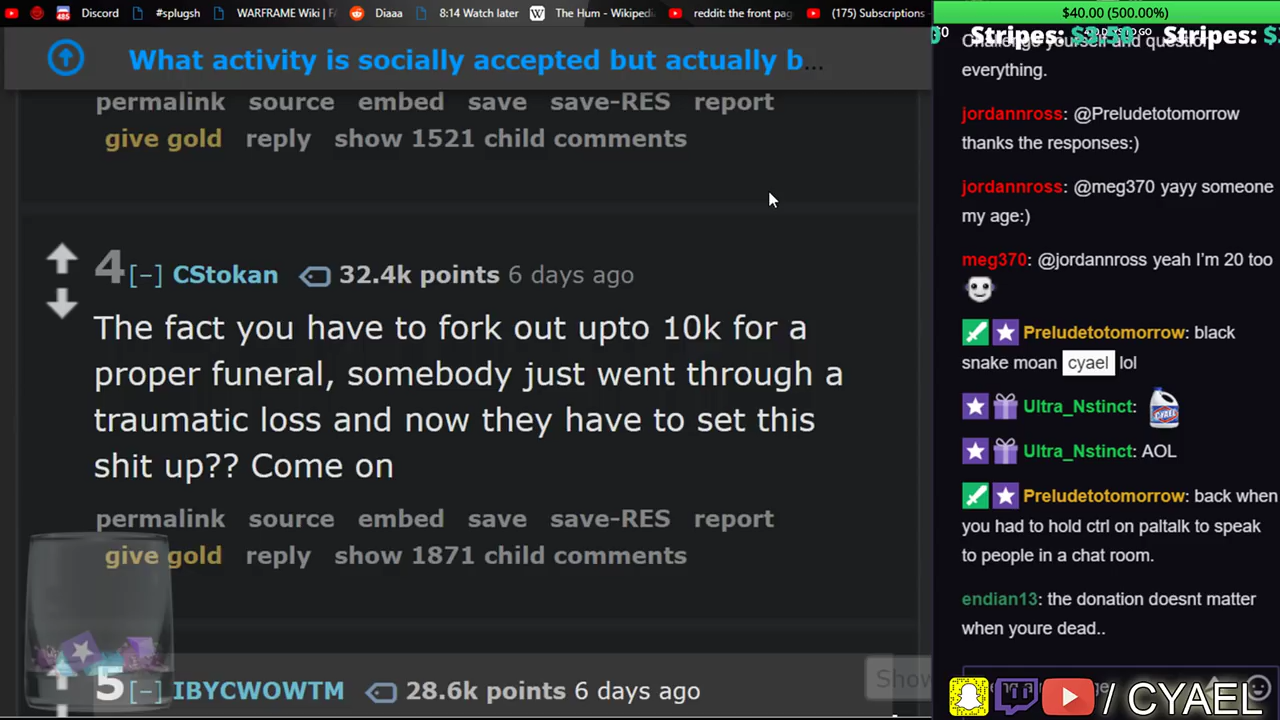 Discord
#splugsh
WARFRAME Wiki | FA
Diaaa
8:14 Watch later
The Hum - Wikipedi
reddit: the front pag
(175) Subscriptions -
What activity is socially accepted but actually b...
permalink source embed save save-RES report
give gold reply show 1521 child comments
4 [–] CStokan 32.4k points 6 days ago
The fact you have to fork out upto 10k for a
proper funeral, somebody just went through a
traumatic loss and now they have to set this
shit up?? Come on
permalink source embed save save-RES report
give gold reply show 1871 child comments
5 [–] IBYCWOWTM 28.6k points 6 days ago
$40.00 (500.00%)
Stripes: $3.50 Stripes:
Challenge yourself and question
everything.
jordannross: @Preludetotomorrow
thanks the responses:)
jordannross: @meg370 yayy someone
my age:)
meg370: @jordannross yeah I'm 20 too
Preludetotomorrow: black
snake moan cyael lol
Ultra_Nstinct: CYAEL
Ultra_Nstinct: AOL
Preludetotomorrow: back when
you had to hold ctrl on paltalk to speak
to people in a chat room.
endian13: the donation doesnt matter
when youre dead..
/ CYAEL